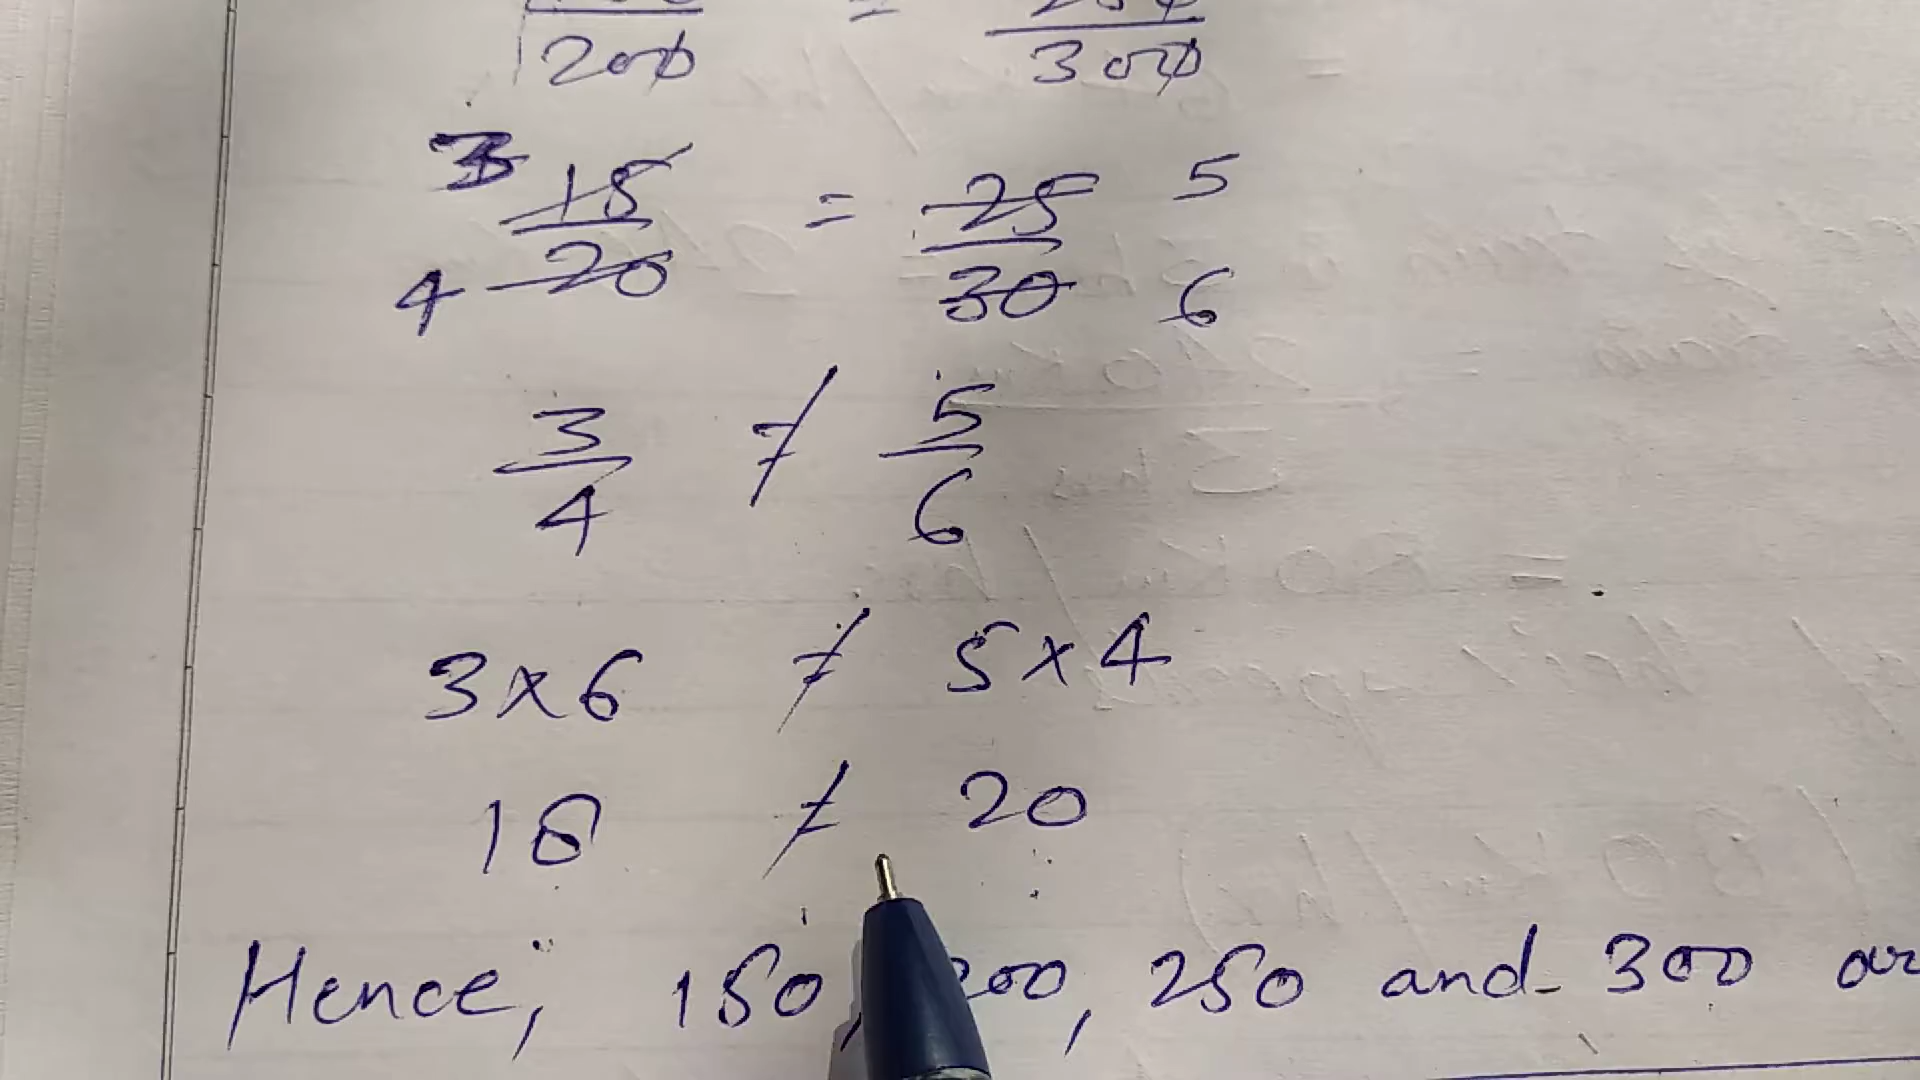 200 = 300
3 15/20 = 25/30 5
4 6
3/4 ≠ 5/6
3×6 ≠ 5×4
18 ≠ 20
Hence, 150, 200, 250 and 300